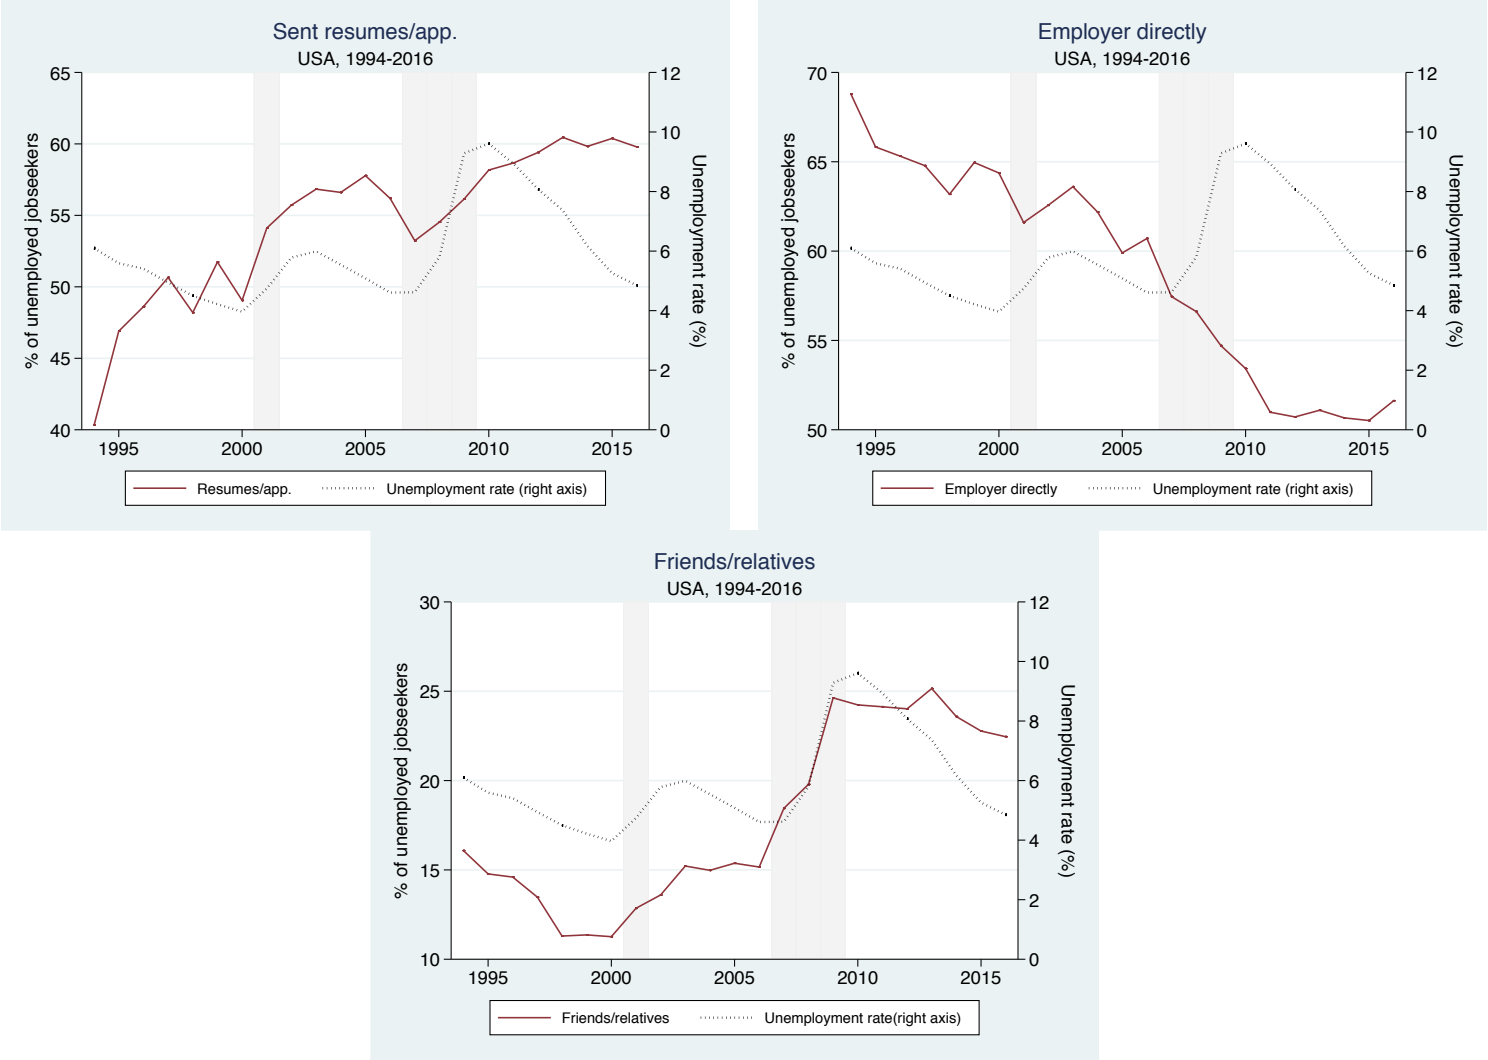 Sent resumes/app.
USA, 1994-2016
% of unemployed jobseekers
65
60
55
50
45
40
12
10
8
6
4
2
0
Unemployment rate (%)
1995 2000 2005 2010 2015
Resumes/app. Unemployment rate (right axis)
Employer directly
USA, 1994-2016
% of unemployed jobseekers
70
65
60
55
50
12
10
8
6
4
2
0
Unemployment rate (%)
1995 2000 2005 2010 2015
Employer directly Unemployment rate (right axis)
Friends/relatives
USA, 1994-2016
% of unemployed jobseekers
30
25
20
15
10
12
10
8
6
4
2
0
Unemployment rate (%)
1995 2000 2005 2010 2015
Friends/relatives Unemployment rate(right axis)